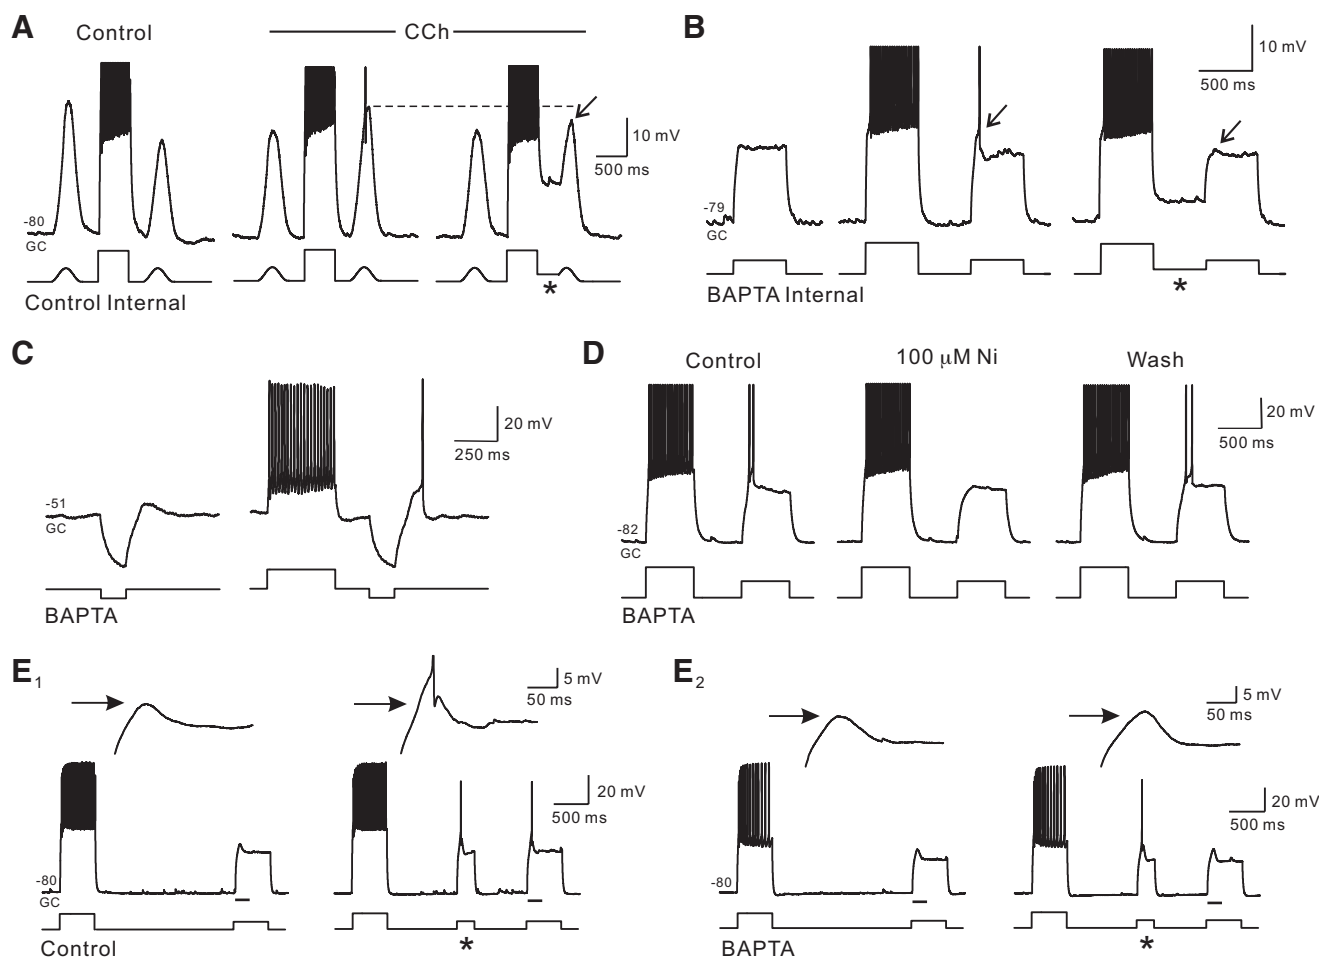 A
Control
CCh
10 mV
500 ms
-80
GC
Control Internal
*
B
10 mV
500 ms
-79
GC
BAPTA Internal
*
C
20 mV
250 ms
-51
GC
BAPTA
D
Control
100 μM Ni
Wash
20 mV
500 ms
-82
GC
BAPTA
E1
5 mV
50 ms
20 mV
500 ms
-80
GC
Control
*
E2
5 mV
50 ms
20 mV
500 ms
-80
BAPTA
*